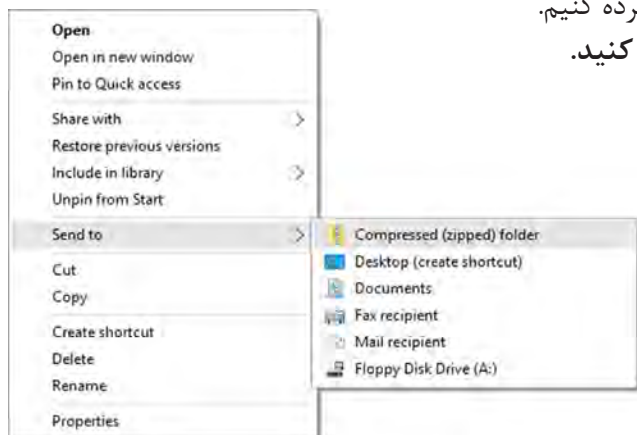 رده کنیم.
کنید.
Open
Open in new window
Pin to Quick access
Share with
Restore previous versions
Include in library
Unpin from Start
Send to
Cut
Copy
Create shortcut
Delete
Rename
Properties
Compressed (zipped) folder
Desktop (create shortcut)
Documents
Fax recipient
Mail recipient
Floppy Disk Drive (A:)